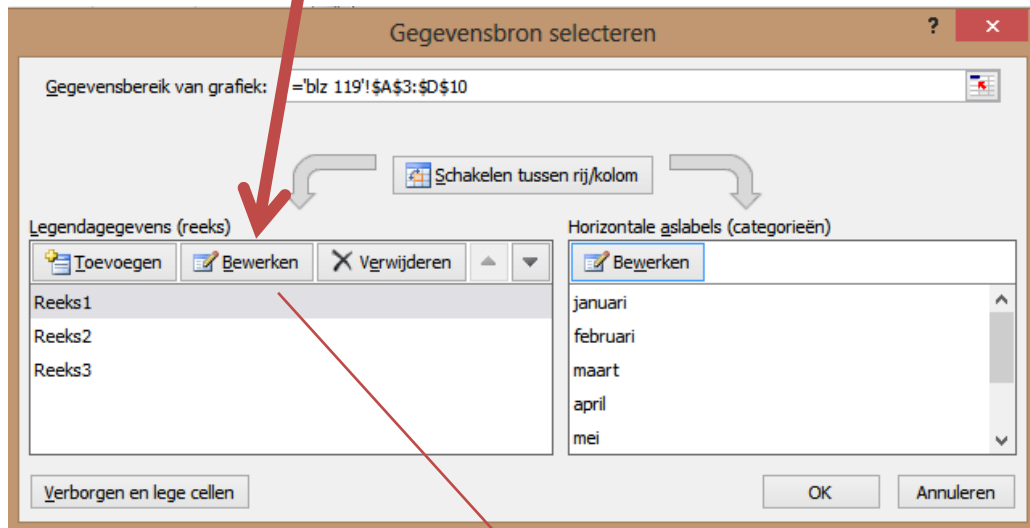 Gegevensbron selecteren
?
Gegevensbereik van grafiek: ='blz 119'!$A$3:$D$10
Schakelen tussen rij/kolom
Legendagegevens (reeks)
Toevoegen Bewerken Verwijderen
Reeks1
Reeks2
Reeks3
Horizontale aslabels (categorieën)
Bewerken
januari
februari
maart
april
mei
Verborgen en lege cellen
OK Annuleren